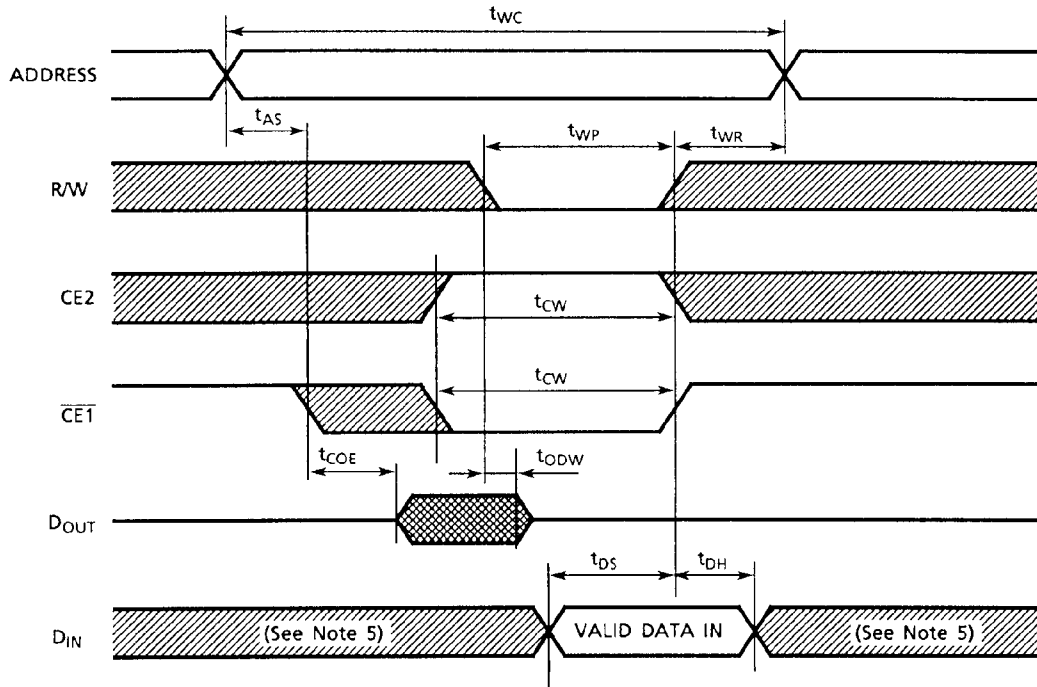 tWC
ADDRESS
tAS
tWP
tWR
R/W
CE2
tCW
tCW
CE1
tCOE
tODW
DOUT
tDS
tDH
DIN
(See Note 5)
VALID DATA IN
(See Note 5)